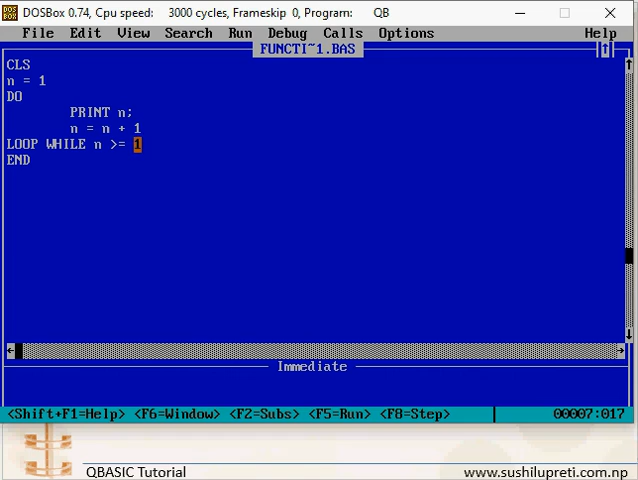 DOSBox 0.74, Cpu speed: 3000 cycles, Frameskip 0, Program: QB
File Edit View Search Run Debug Calls Options Help
FUNCTI~1.BAS
CLS
n = 1
DO
PRINT n;
n = n + 1
LOOP WHILE n >= 1
END
Immediate
<Shift+F1=Help> <F6=Window> <F2=Subs> <F5=Run> <F8=Step> 00007:017
QBASIC Tutorial www.sushilupreti.com.np